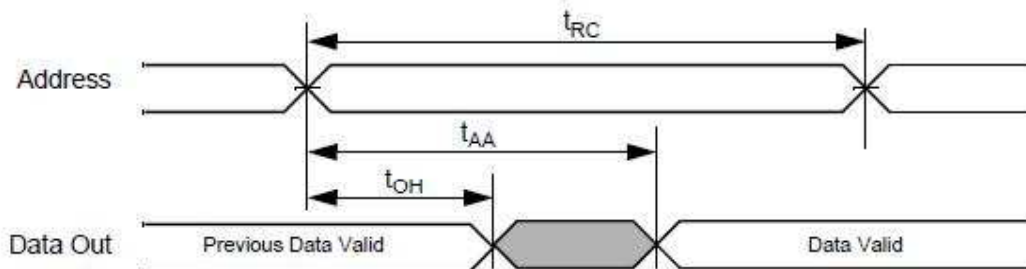 tRC
Address
tAA
tOH
Data Out
Previous Data Valid
Data Valid